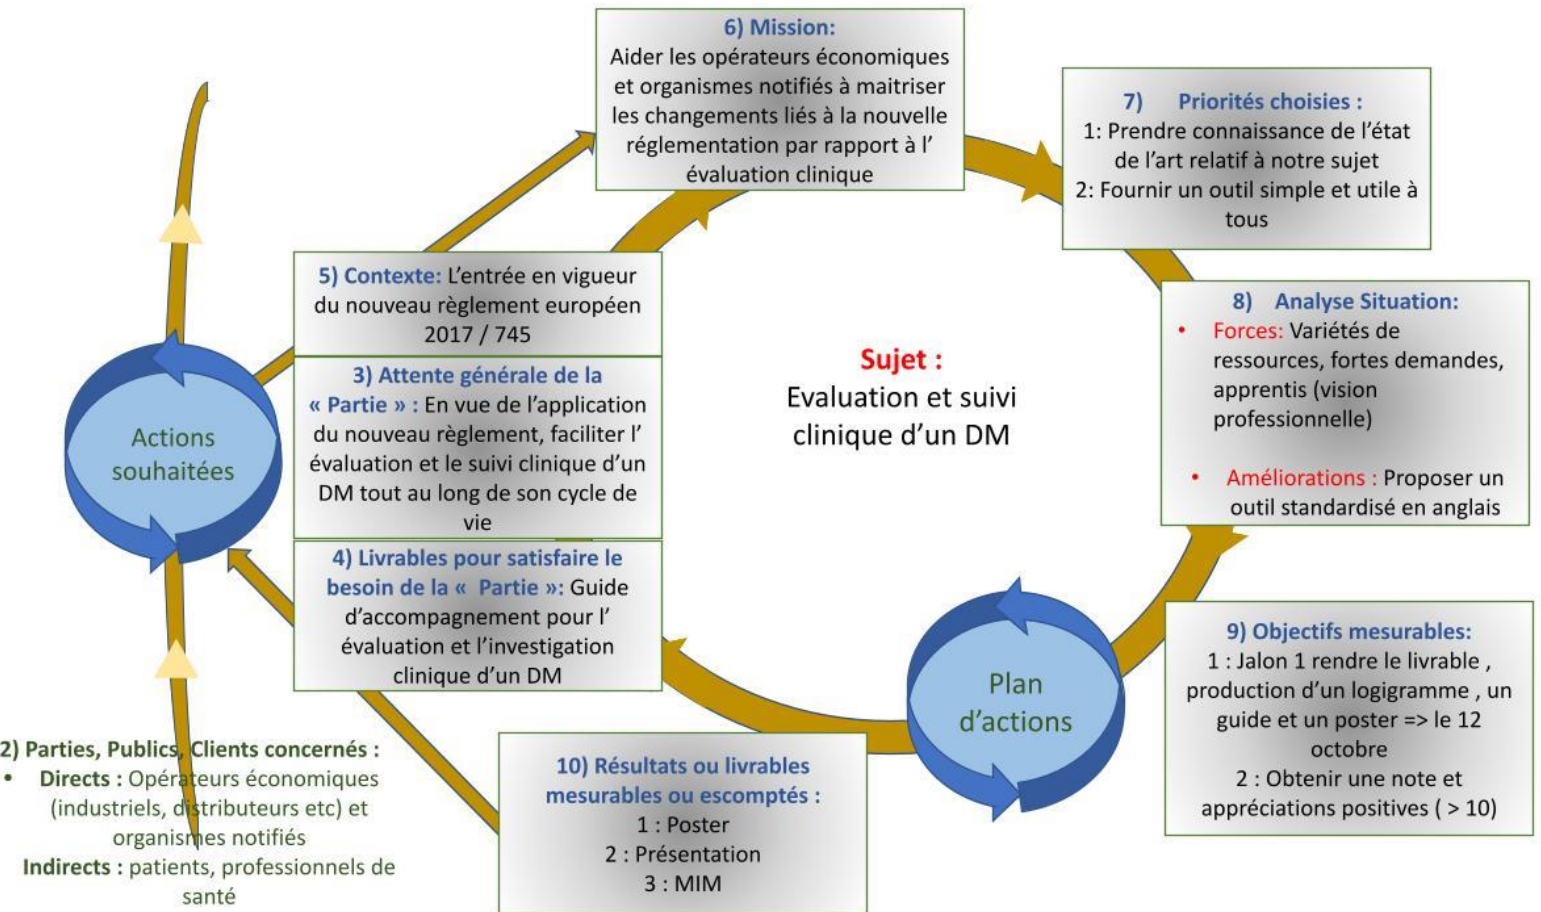 6) Mission:
Aider les opérateurs économiques
et organismes notifiés à maitriser
les changements liés à la nouvelle
réglementation par rapport à l’
évaluation clinique
7) Priorités choisies :
1: Prendre connaissance de l’état
de l’art relatif à notre sujet
2: Fournir un outil simple et utile à
tous
5) Contexte: L’entrée en vigueur
du nouveau règlement européen
2017 / 745
8) Analyse Situation:
• Forces: Variétés de
ressources, fortes demandes,
apprentis (vision
professionnelle)
• Améliorations : Proposer un
outil standardisé en anglais
Sujet :
Evaluation et suivi
clinique d’un DM
3) Attente générale de la
« Partie » : En vue de l’application
du nouveau règlement, faciliter l’
évaluation et le suivi clinique d’un
DM tout au long de son cycle de
vie
Actions
souhaitées
4) Livrables pour satisfaire le
besoin de la « Partie »: Guide
d’accompagnement pour l’
évaluation et l’investigation
clinique d’un DM
9) Objectifs mesurables:
1 : Jalon 1 rendre le livrable ,
production d’un logigramme , un
guide et un poster => le 12
octobre
2 : Obtenir une note et
appréciations positives ( > 10)
Plan
d’actions
2) Parties, Publics, Clients concernés :
• Directs : Opérateurs économiques
(industriels, distributeurs etc) et
organismes notifiés
Indirects : patients, professionnels de
santé
10) Résultats ou livrables
mesurables ou escomptés :
1 : Poster
2 : Présentation
3 : MIM